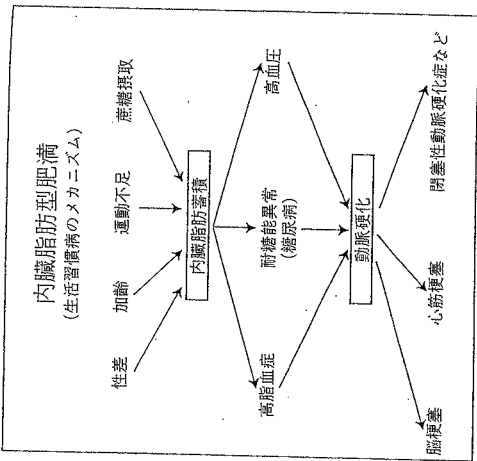 内臓脂肪型肥満
(生活習慣病のメカニズム)
性差
加齢
運動不足
蔗糖摂取
内臓脂肪蓄積
高脂血症
耐糖能異常
(糖尿病)
高血圧
動脈硬化
脳梗塞
心筋梗塞
閉塞性動脈硬化症など